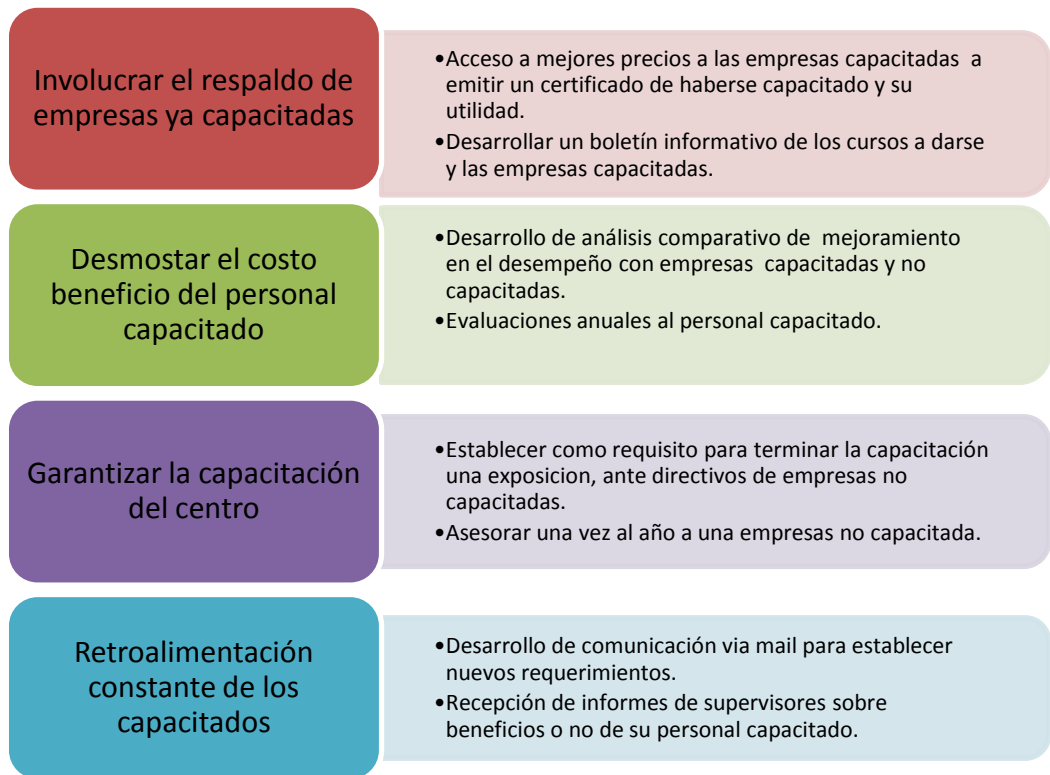 Involucrar el respaldo de
empresas ya capacitadas
•Acceso a mejores precios a las empresas capacitadas a
emitir un certificado de haberse capacitado y su
utilidad.
•Desarrollar un boletín informativo de los cursos a darse
y las empresas capacitadas.
Desmostar el costo
beneficio del personal
capacitado
•Desarrollo de análisis comparativo de mejoramiento
en el desempeño con empresas capacitadas y no
capacitadas.
•Evaluaciones anuales al personal capacitado.
Garantizar la capacitación
del centro
•Establecer como requisito para terminar la capacitación
una exposicion, ante directivos de empresas no
capacitadas.
•Asesorar una vez al año a una empresas no capacitada.
Retroalimentación
constante de los
capacitados
•Desarrollo de comunicación via mail para establecer
nuevos requerimientos.
•Recepción de informes de supervisores sobre
beneficios o no de su personal capacitado.